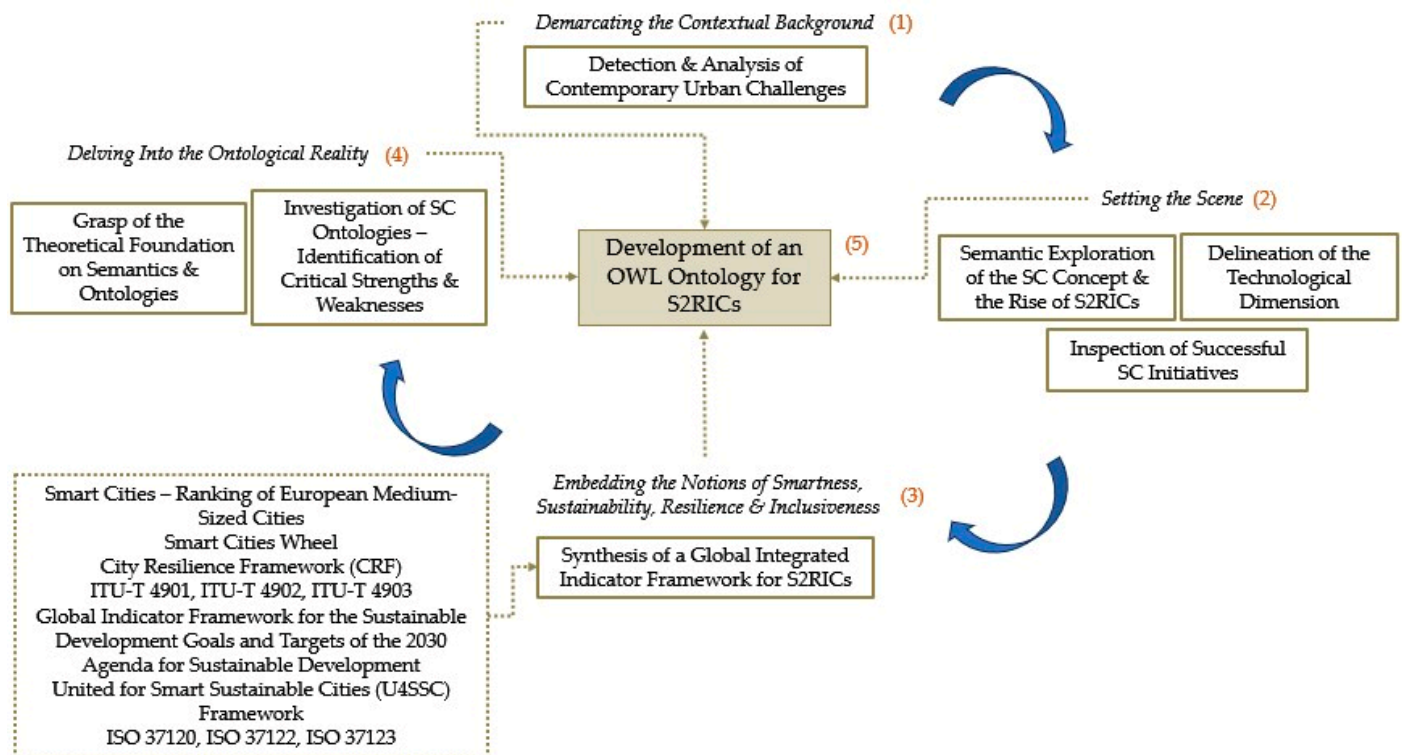 Demarcating the Contextual Background (1)
Detection & Analysis of
Contemporary Urban Challenges
Delving Into the Ontological Reality (4)
Grasp of the
Theoretical Foundation
on Semantics &
Ontologies
Investigation of SC
Ontologies –
Identification of
Critical Strengths &
Weaknesses
Development of an
OWL Ontology for
S2RICs
(5)
Setting the Scene (2)
Semantic Exploration
of the SC Concept &
the Rise of S2RICs
Delineation of the
Technological
Dimension
Inspection of Successful
SC Initiatives
Embedding the Notions of Smartness,
Sustainability, Resilience & Inclusiveness
(3)
Synthesis of a Global Integrated
Indicator Framework for S2RICs
Smart Cities – Ranking of European Medium-
Sized Cities
Smart Cities Wheel
City Resilience Framework (CRF)
ITU-T 4901, ITU-T 4902, ITU-T 4903
Global Indicator Framework for the Sustainable
Development Goals and Targets of the 2030
Agenda for Sustainable Development
United for Smart Sustainable Cities (U4SSC)
Framework
ISO 37120, ISO 37122, ISO 37123